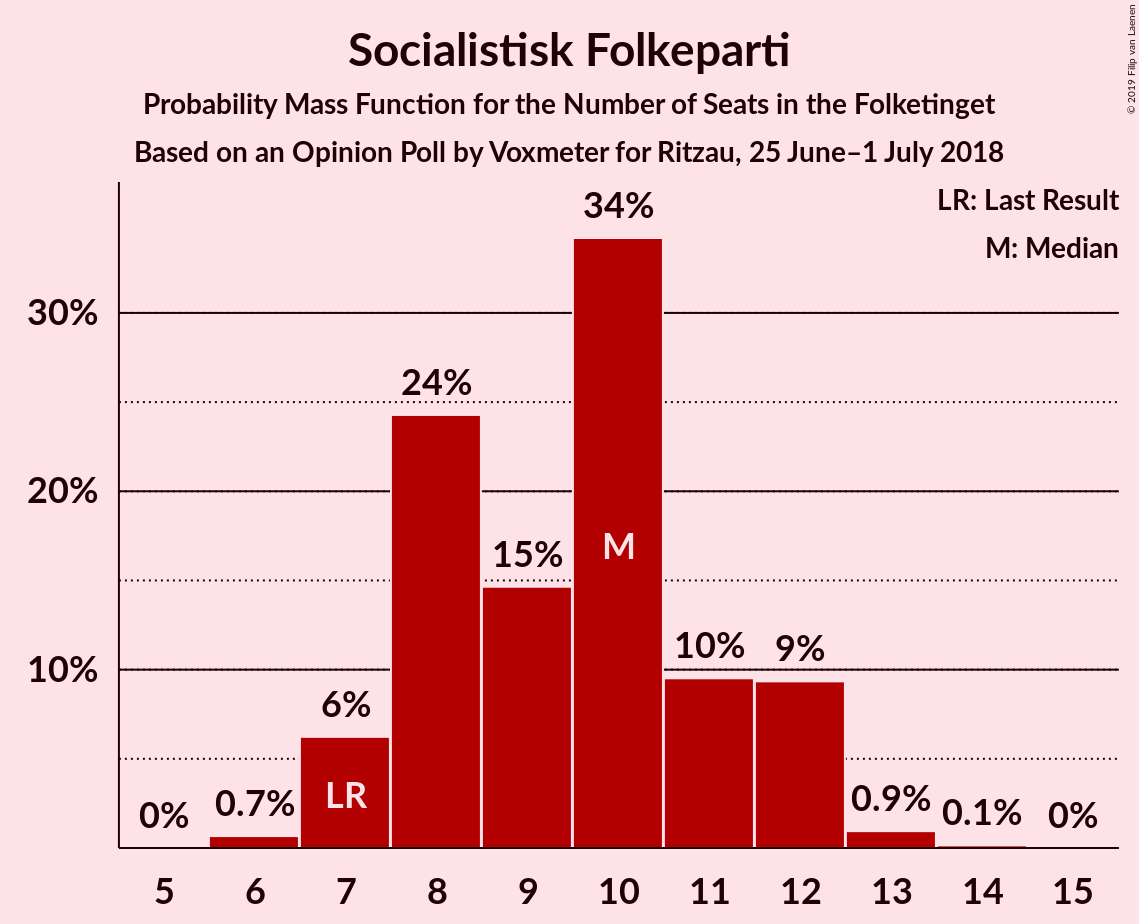 Socialistisk Folkeparti
Probability Mass Function for the Number of Seats in the Folketinget
Based on an Opinion Poll by Voxmeter for Ritzau, 25 June–1 July 2018
© 2019 Filip van Laenen
LR: Last Result
M: Median
34%
30%
24%
20%
15%
M
10%
9%
10%
6%
LR
0%
0.7%
0.9%
0.1%
0%
5 6 7 8 9 10 11 12 13 14 15